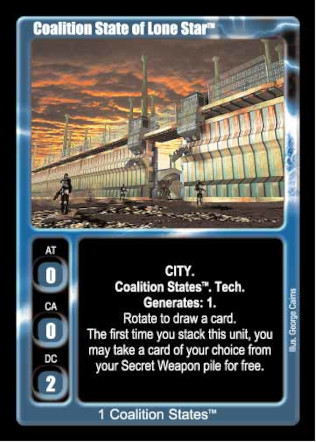 Coalition State of Lone Star™
AT
0
CA
0
DC
2
CITY.
Coalition States™. Tech.
Generates: 1.
Rotate to draw a card.
The first time you stack this unit, you
may take a card of your choice from
your Secret Weapon pile for free.
Illus. George Cairns
1 Coalition States™